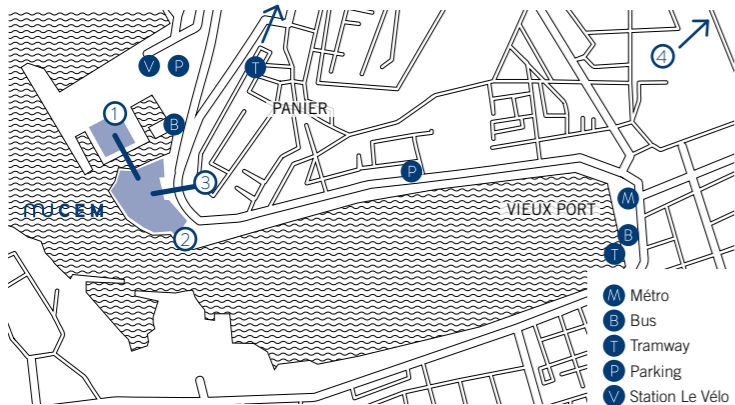 4
V P
T
1
PANIER
B
P
3
M
MUCEM
VIEUX PORT
2
B
T
M Métro
B Bus
T Tramway
P Parking
V Station Le Vélo